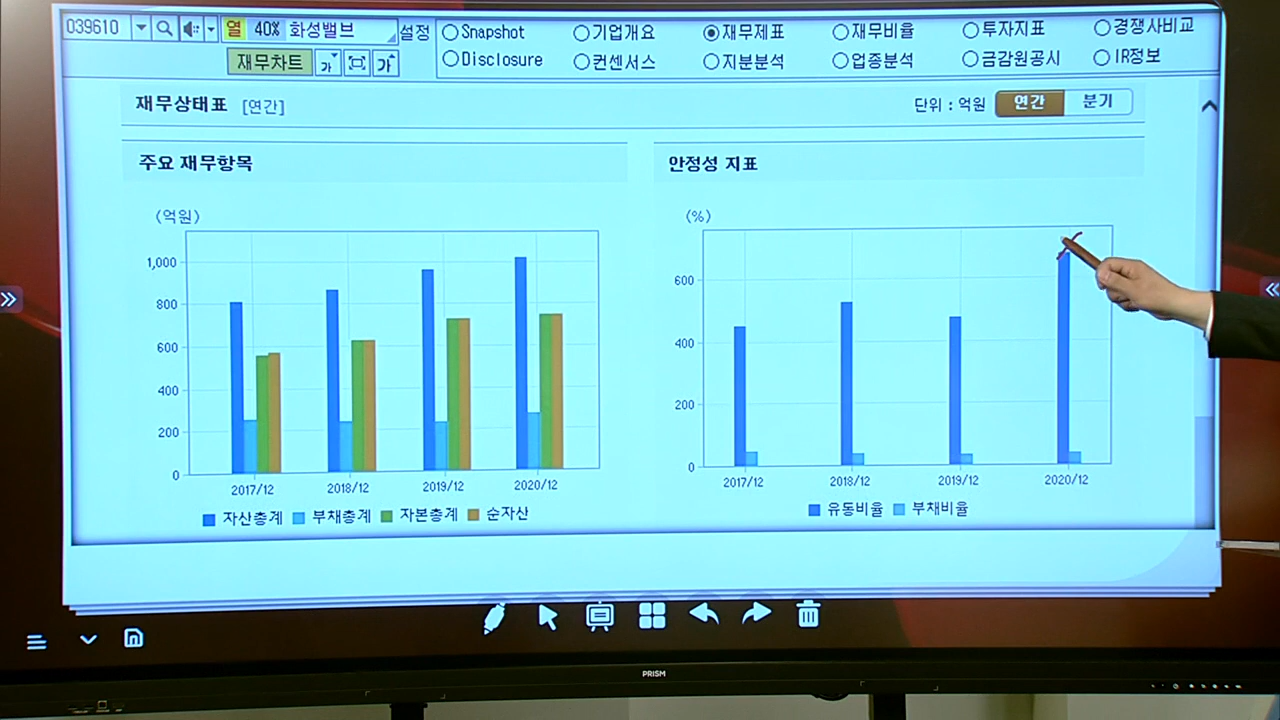 039610 열 40% 화성밸브 설정
Snapshot 기업개요 재무제표 재무비율 투자지표 경쟁사비교
재무차트 가 가
Disclosure 컨센서스 지분분석 업종분석 금감원공시 IR정보
재무상태표 [연간]
단위 : 억원 연간 분기
주요 재무항목
(억원)
1,000
800
600
400
200
0
2017/12 2018/12 2019/12 2020/12
자산총계 부채총계 자본총계 순자산
안정성 지표
(%)
600
400
200
0
2017/12 2018/12 2019/12 2020/12
유동비율 부채비율
PRISM